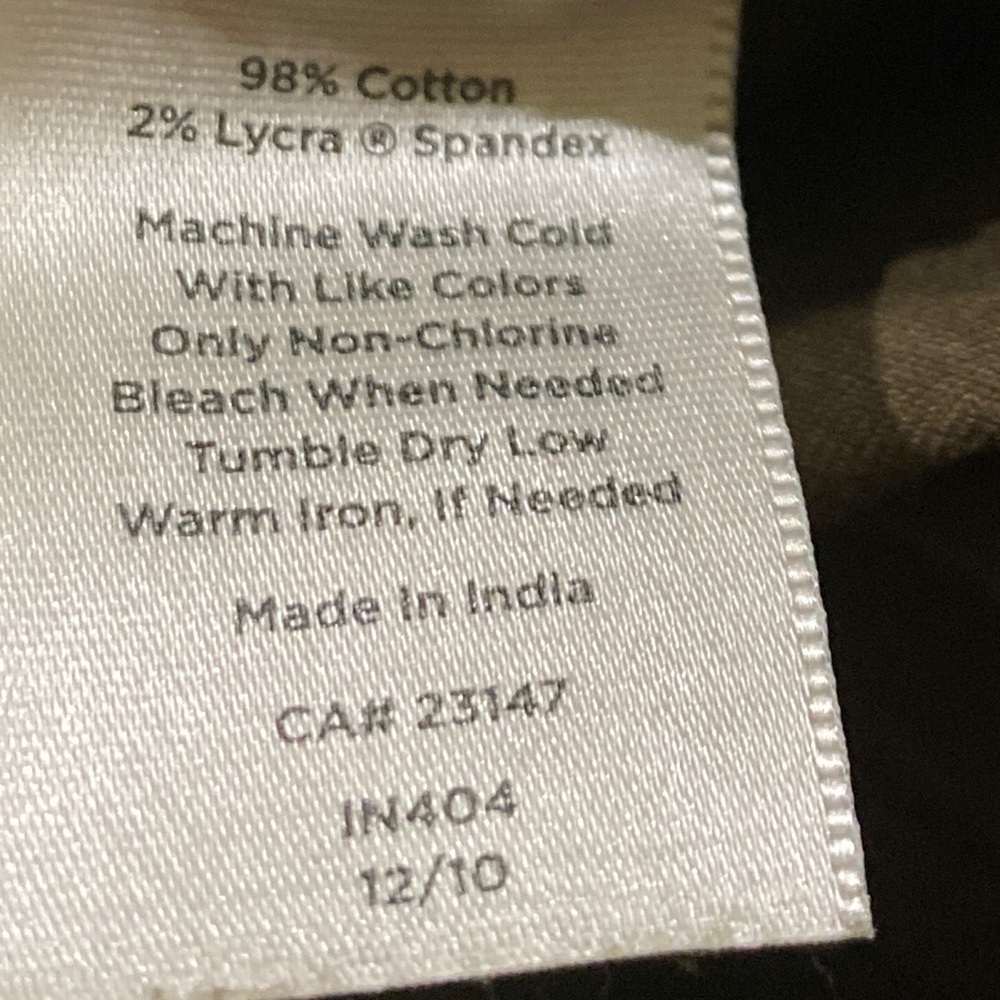 98% Cotton
2% Lycra ® Spandex
Machine Wash Cold
With Like Colors
Only Non-Chlorine
Bleach When Needed
Tumble Dry Low
Warm Iron, If Needed
Made In India
CA# 23147
IN404
12/10